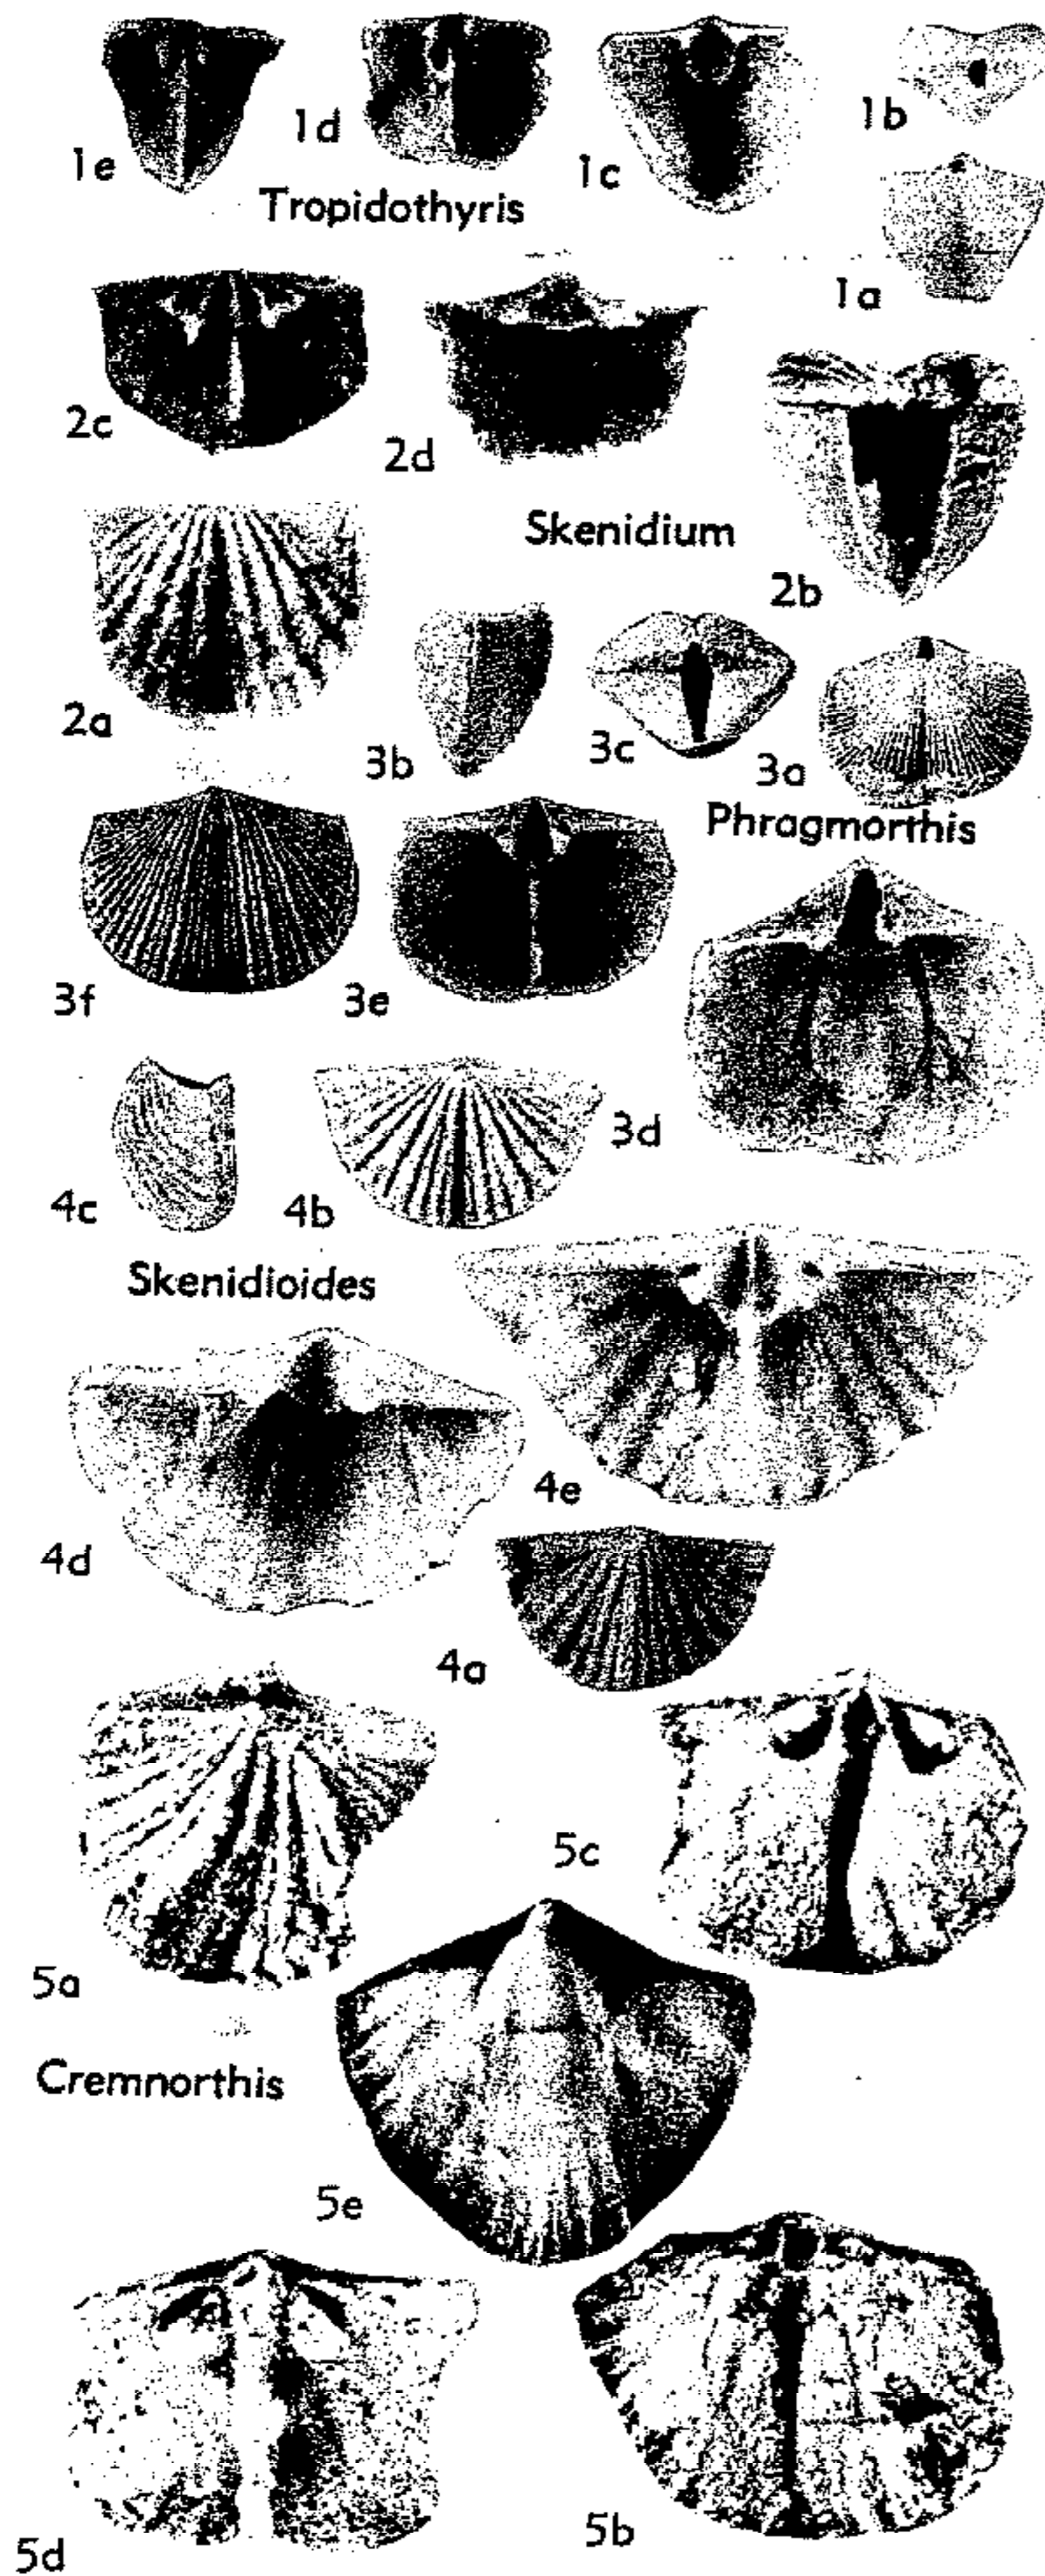 1e
1d
1c
1b
Tropidothyris
1a
2c
2d
Skenidium
2b
2a
3b
3c
3a
Phragmorthis
3f
3e
3d
4c
4b
Skenidioides
4e
4d
4a
5c
5a
Cremnorthis
5e
5d
5b